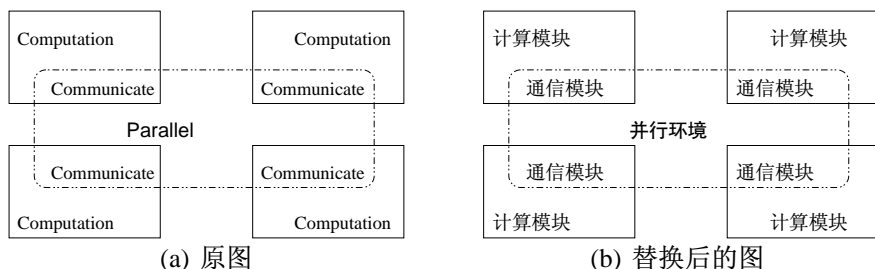 Computation
Computation
Communicate
Communicate
Parallel
Communicate
Communicate
Computation
Computation
(a) 原图
计算模块
计算模块
通信模块
通信模块
并行环境
通信模块
通信模块
计算模块
计算模块
(b) 替换后的图